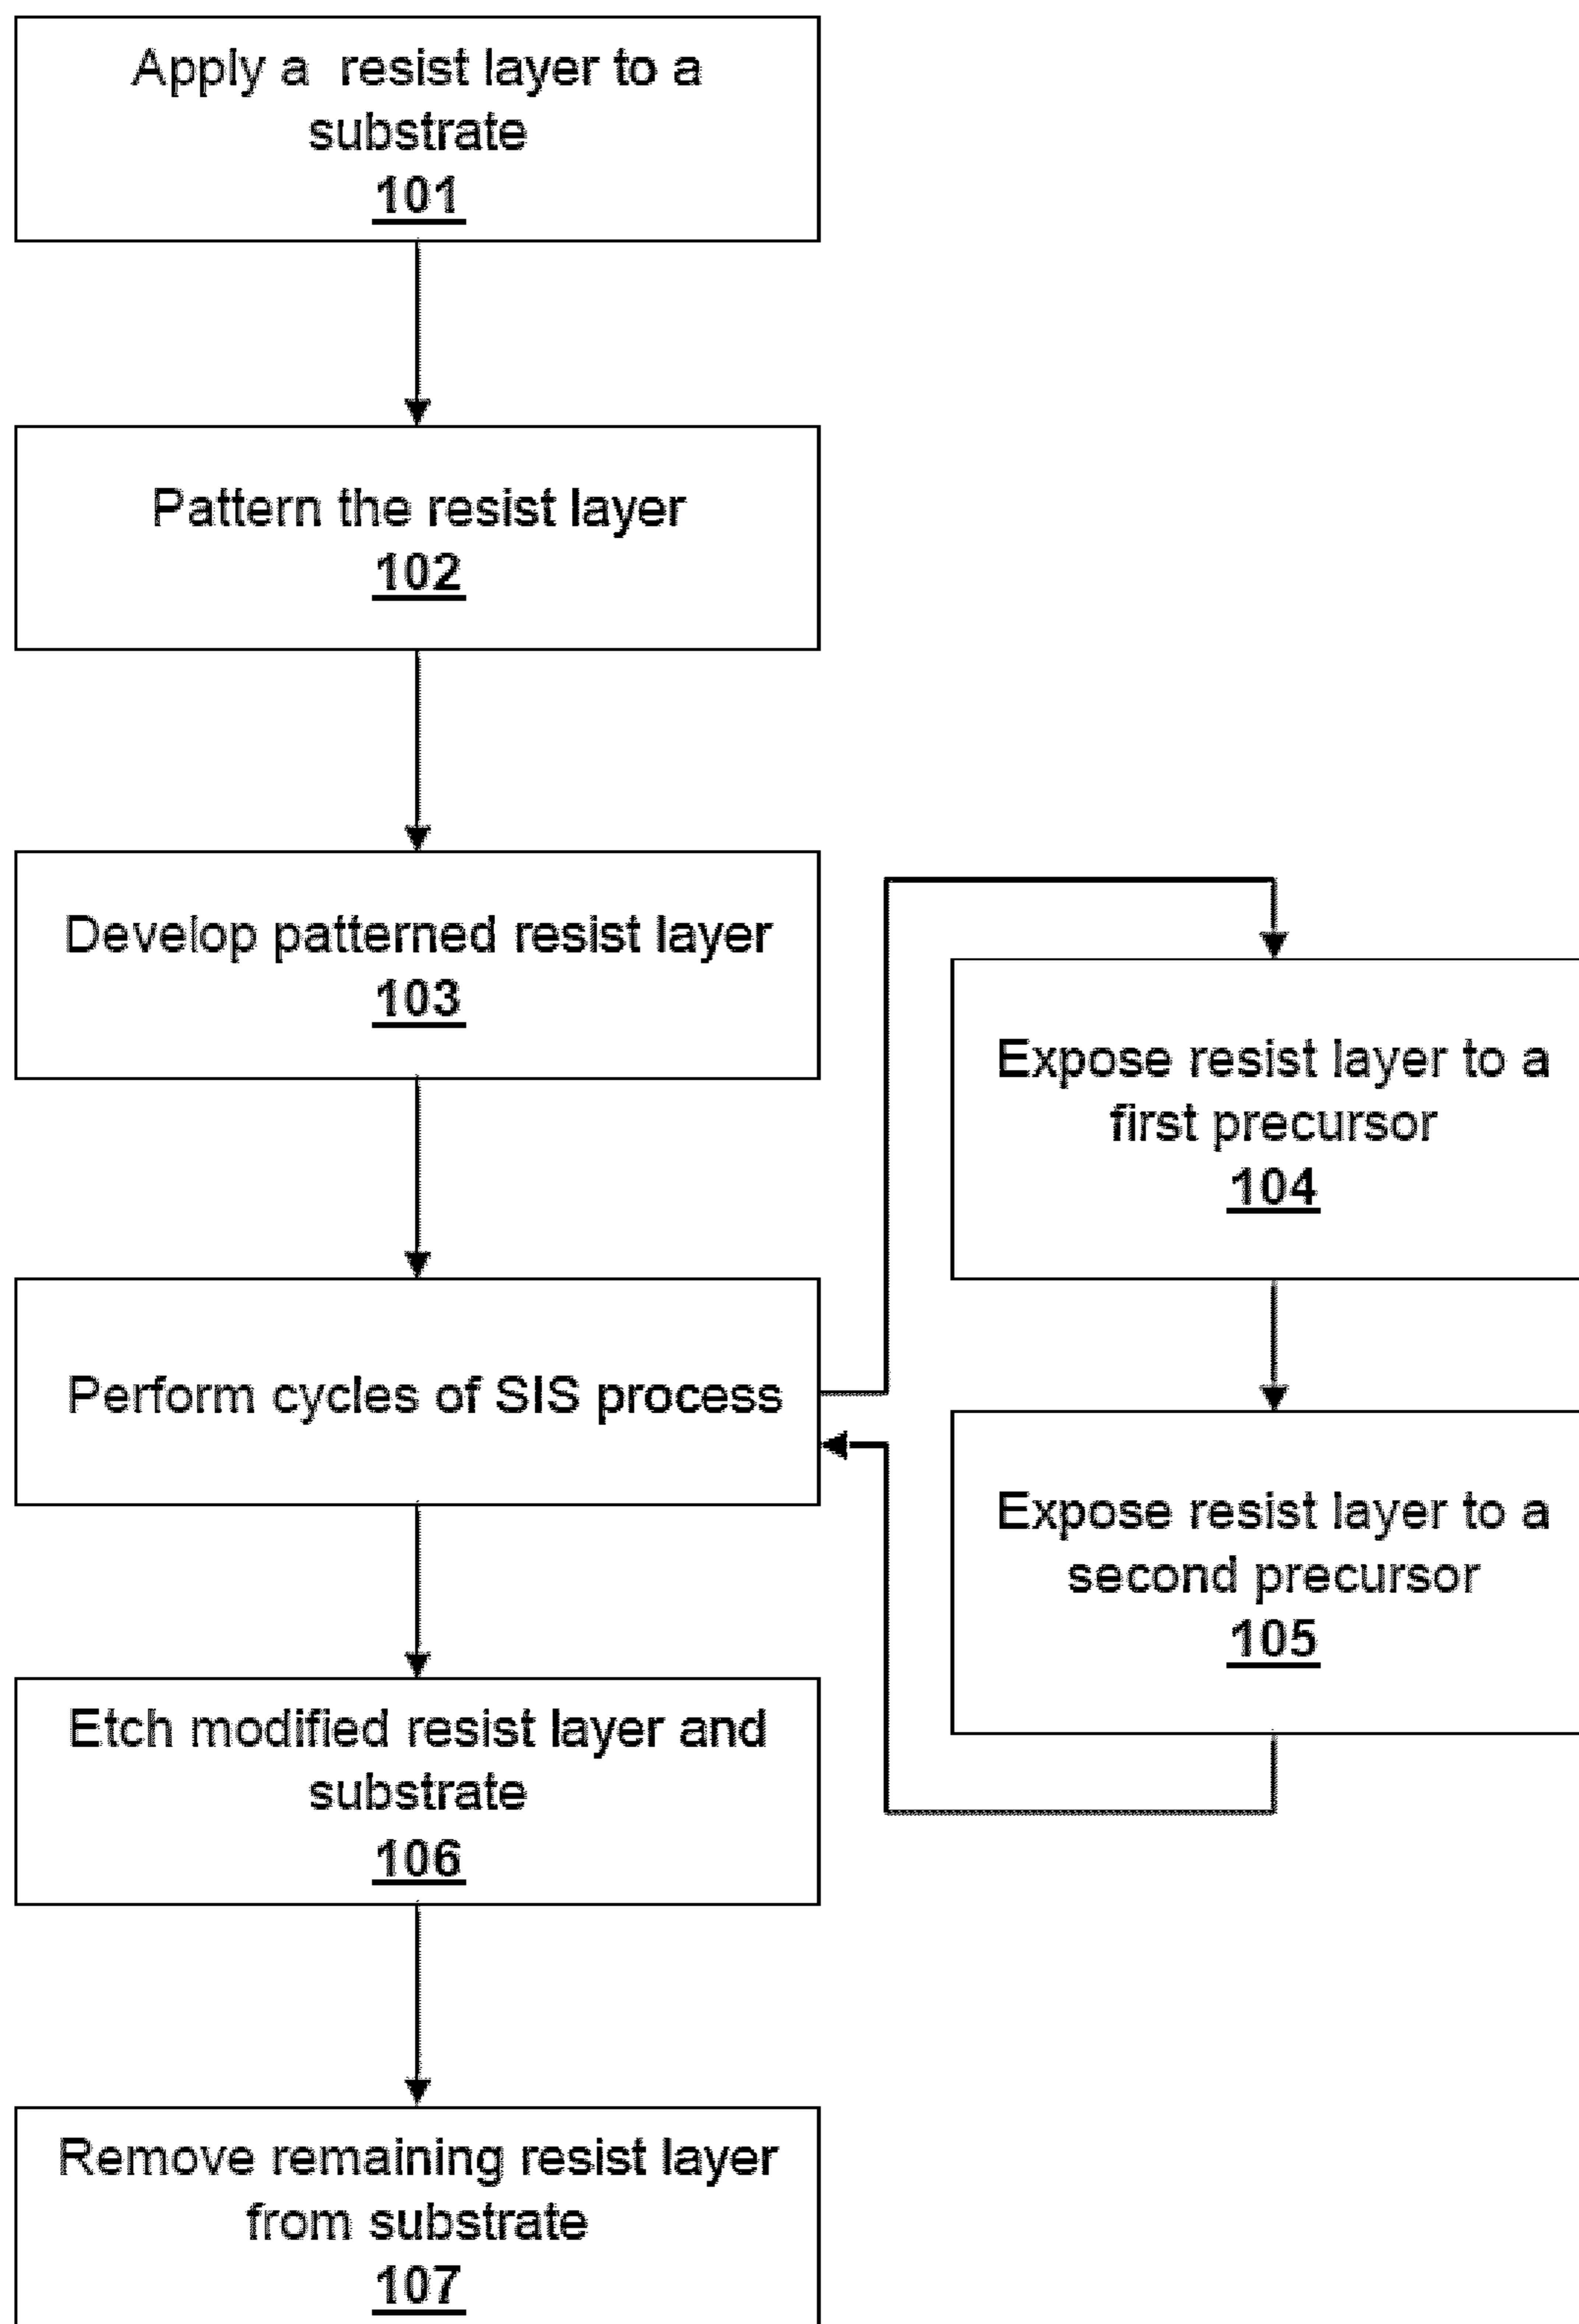 Apply a resist layer to a
substrate
101
Pattern the resist layer
102
Develop patterned resist layer
103
Perform cycles of SIS process
Expose resist layer to a
first precursor
104
Expose resist layer to a
second precursor
105
Etch modified resist layer and
substrate
106
Remove remaining resist layer
from substrate
107